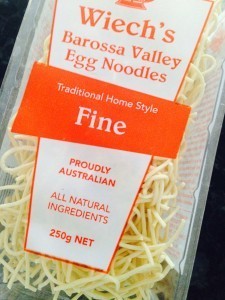 Wiech's
Barossa Valley
Egg Noodles
Traditional Home Style
Fine
PROUDLY
AUSTRALIAN
ALL NATURAL
INGREDIENTS
250g NET